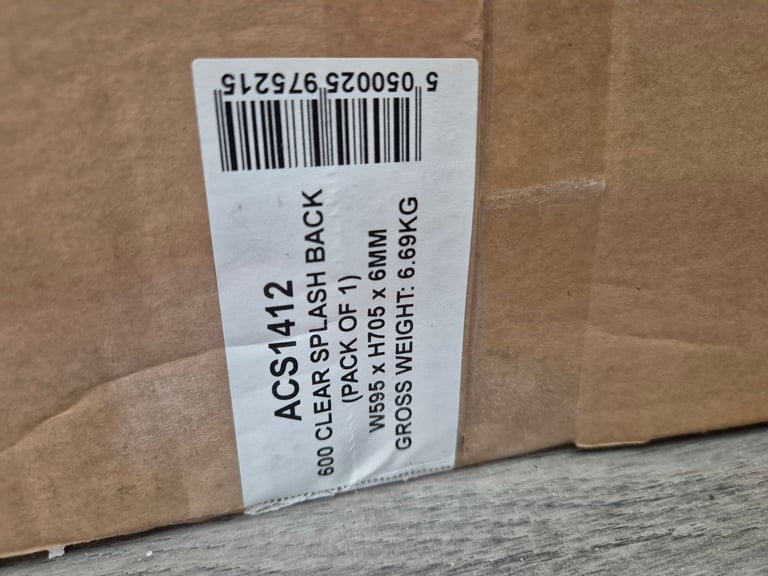 ACS1412
600 CLEAR SPLASH BACK
(PACK OF 1)
W595 x H705 x 6MM
GROSS WEIGHT: 6.69KG
5 050025 975215